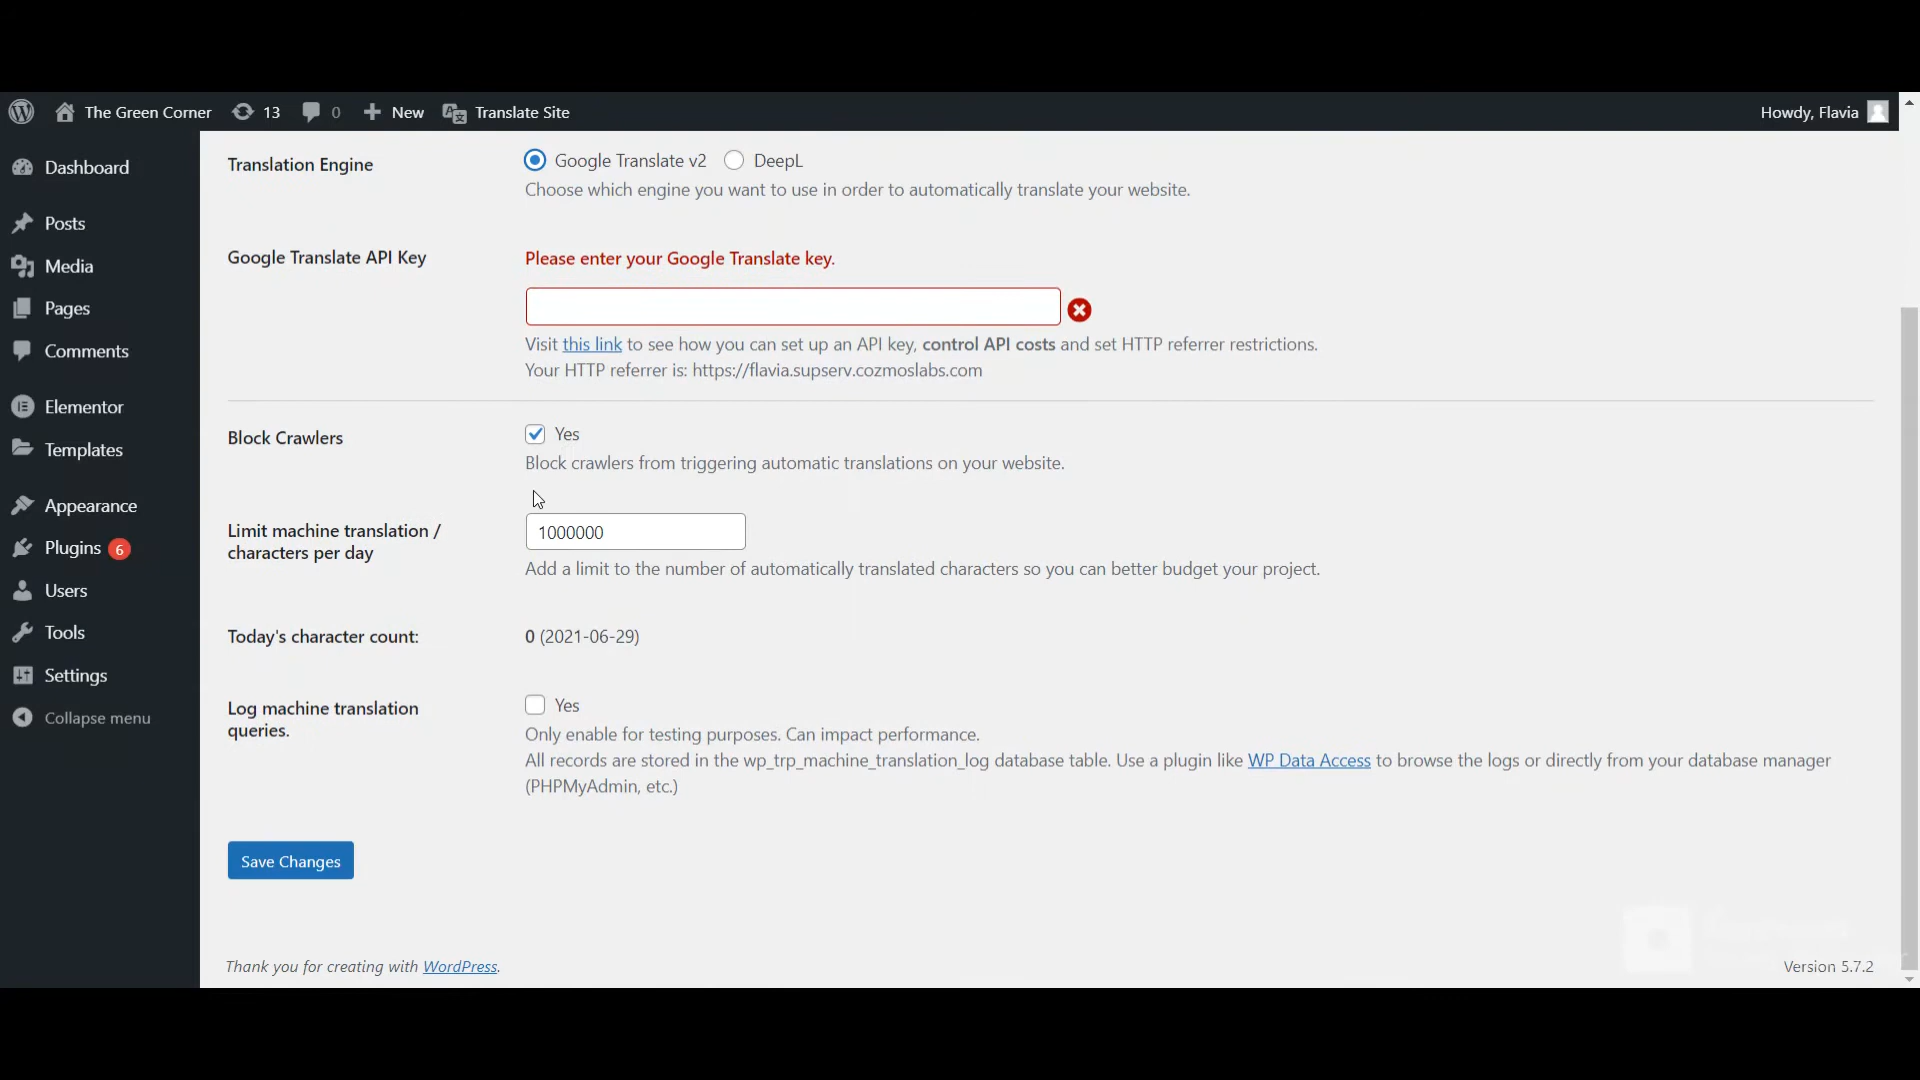 The Green Corner 13 0 New Translate Site Howdy, Flavia
Dashboard
Posts
Media
Pages
Comments
Elementor
Templates
Appearance
Plugins 6
Users
Tools
Settings
Collapse menu
Translation Engine
Google Translate v2 DeepL
Choose which engine you want to use in order to automatically translate your website.
Google Translate API Key
Please enter your Google Translate key.
Visit this link to see how you can set up an API key, control API costs and set HTTP referrer restrictions.
Your HTTP referrer is: https://flavia.supserv.cozmoslabs.com
Block Crawlers
Yes
Block crawlers from triggering automatic translations on your website.
Limit machine translation /
characters per day
1000000
Add a limit to the number of automatically translated characters so you can better budget your project.
Today's character count:
0 (2021-06-29)
Log machine translation
queries.
Yes
Only enable for testing purposes. Can impact performance.
All records are stored in the wp_trp_machine_translation_log database table. Use a plugin like WP Data Access to browse the logs or directly from your database manager
(PHPMyAdmin, etc.)
Save Changes
Thank you for creating with WordPress.
Version 5.7.2